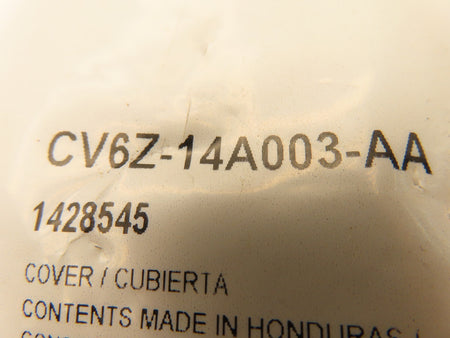 CV6Z-14A003-AA
1428545
COVER / CUBIERTA
CONTENTS MADE IN HONDURAS /